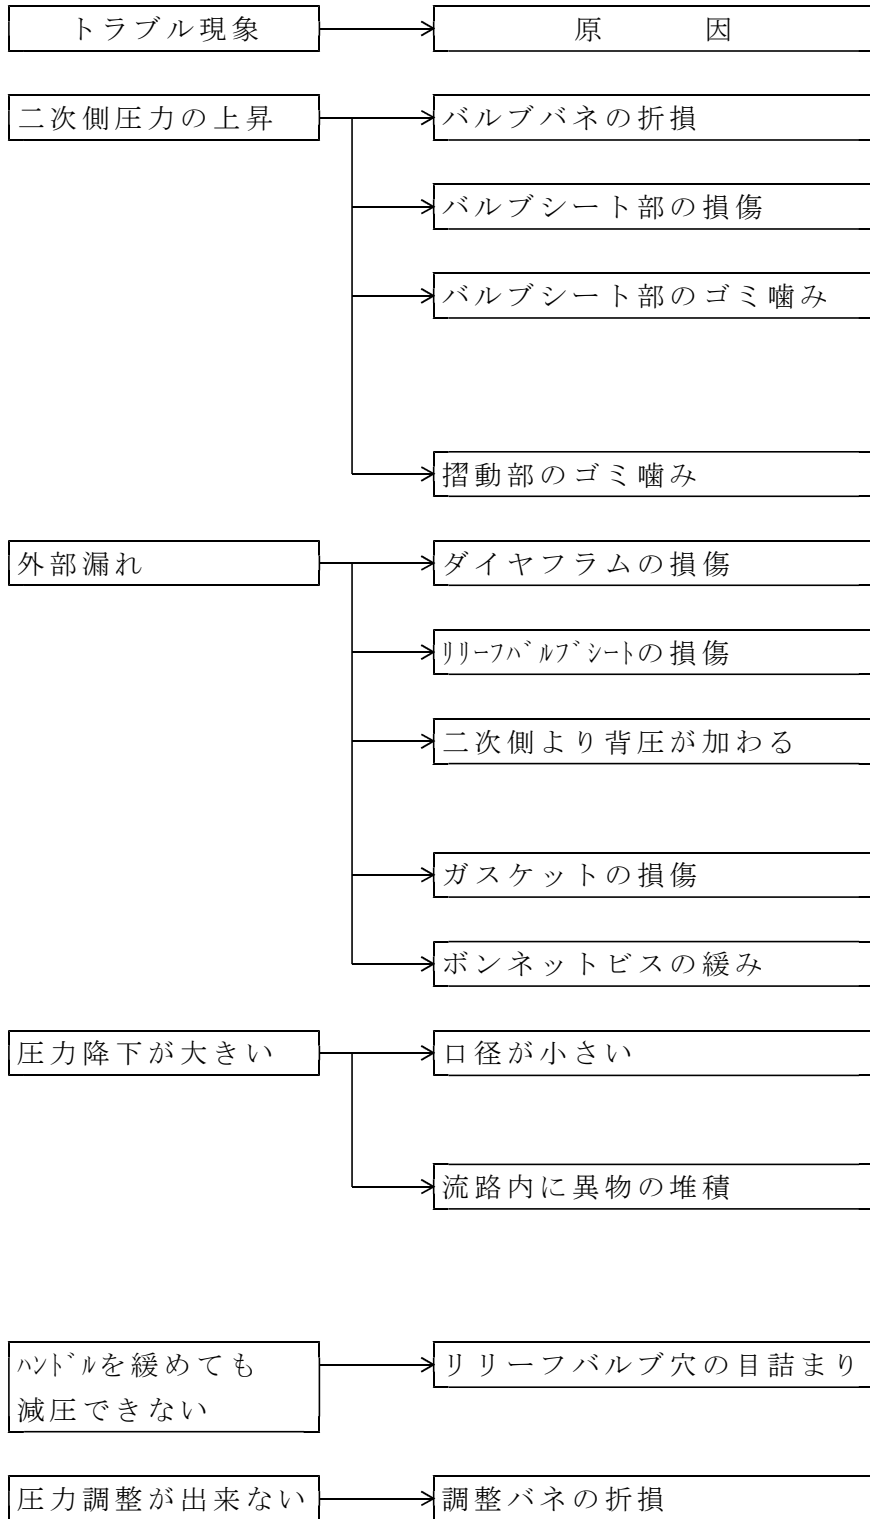 トラブル現象
原 因
二次側圧力の上昇
バルブバネの折損
バルブシート部の損傷
バルブシート部のゴミ噛み
摺動部のゴミ噛み
外部漏れ
ダイヤフラムの損傷
ﾘﾘｰﾌﾊﾞﾙﾌﾞｼｰﾄの損傷
二次側より背圧が加わる
ガスケットの損傷
ボンネットビスの緩み
圧力降下が大きい
口径が小さい
流路内に異物の堆積
ﾊﾝﾄﾞﾙを緩めても
減圧できない
リリーフバルブ穴の目詰まり
圧力調整が出来ない
調整バネの折損